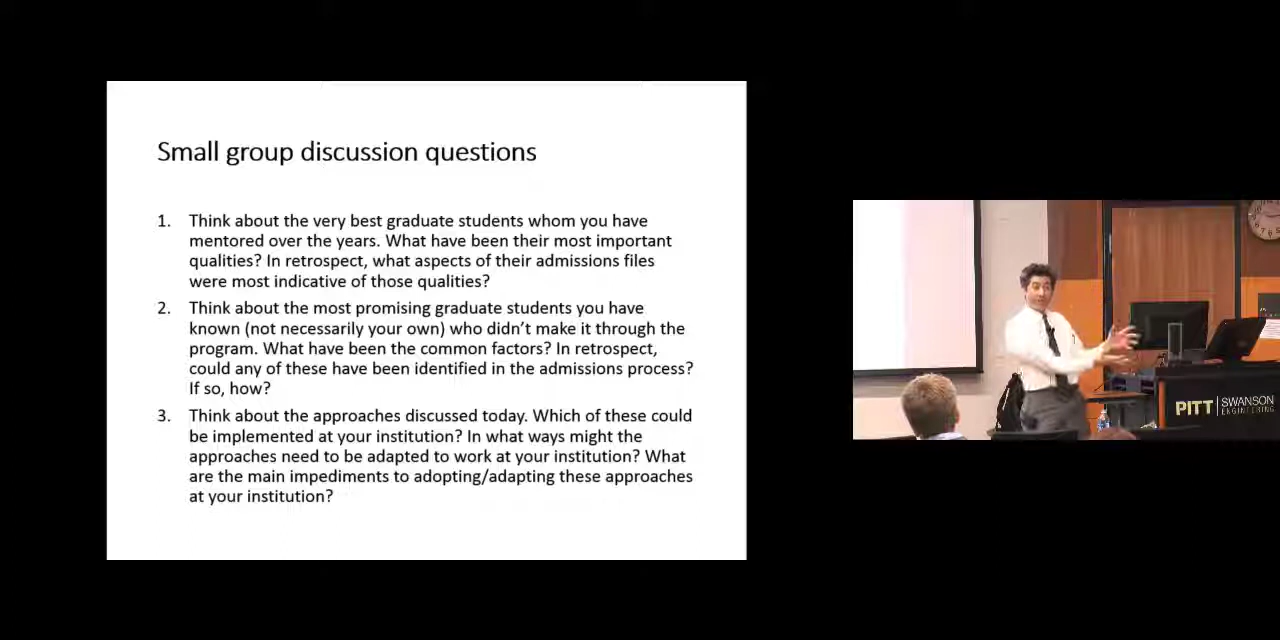 Small group discussion questions
1. Think about the very best graduate students whom you have
mentored over the years. What have been their most important
qualities? In retrospect, what aspects of their admissions files
were most indicative of those qualities?
2. Think about the most promising graduate students you have
known (not necessarily your own) who didn’t make it through the
program. What have been the common factors? In retrospect,
could any of these have been identified in the admissions process?
If so, how?
3. Think about the approaches discussed today. Which of these could
be implemented at your institution? In what ways might the
approaches need to be adapted to work at your institution? What
are the main impediments to adopting/adapting these approaches
at your institution?
PITT SWANSON
ENGINEERING